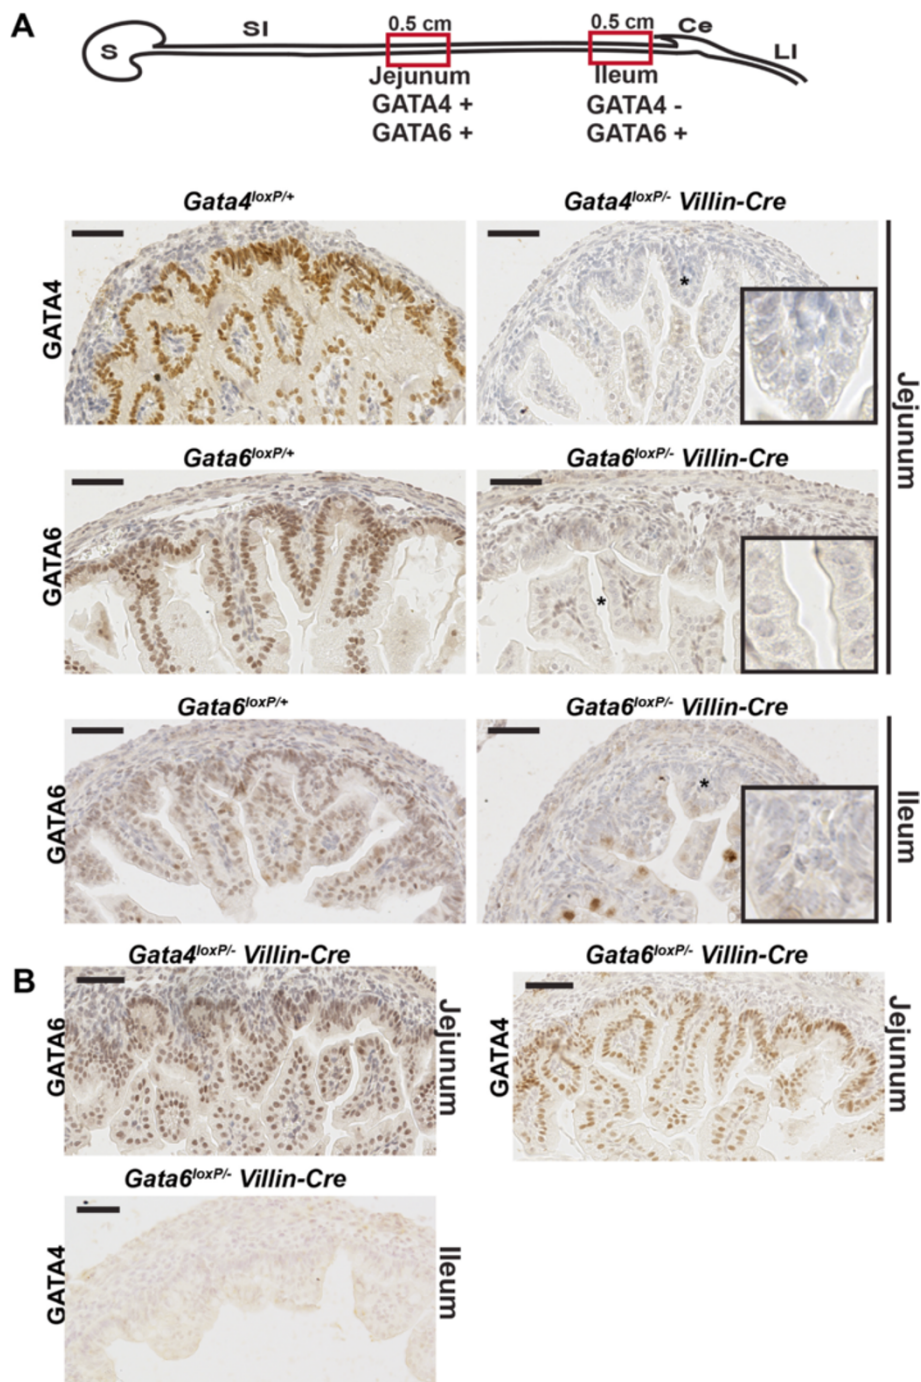 A
S
SI
0.5 cm
0.5 cm
Ce
LI
Jejunum
GATA4 +
GATA6 +
Ileum
GATA4 -
GATA6 +
Gata4loxP/+
Gata4loxP/- Villin-Cre
GATA4
*
Jejunum
Gata6loxP/+
Gata6loxP/- Villin-Cre
GATA6
*
Gata6loxP/+
Gata6loxP/- Villin-Cre
GATA6
*
Ileum
B
Gata4loxP/- Villin-Cre
GATA6
Jejunum
Gata6loxP/- Villin-Cre
GATA4
Jejunum
Gata6loxP/- Villin-Cre
GATA4
Ileum